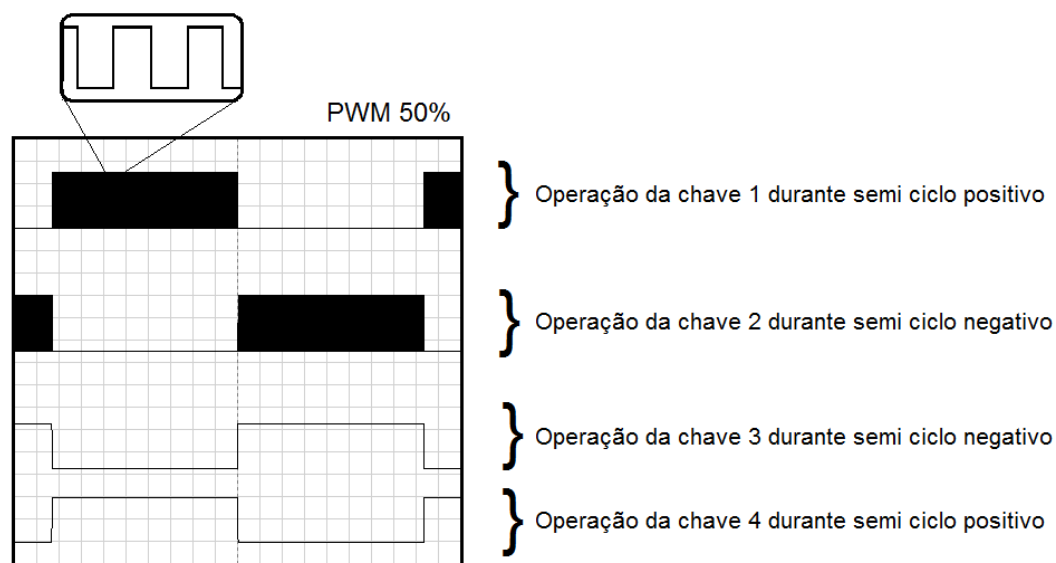 PWM 50%
Operação da chave 1 durante semi ciclo positivo
Operação da chave 2 durante semi ciclo negativo
Operação da chave 3 durante semi ciclo negativo
Operação da chave 4 durante semi ciclo positivo